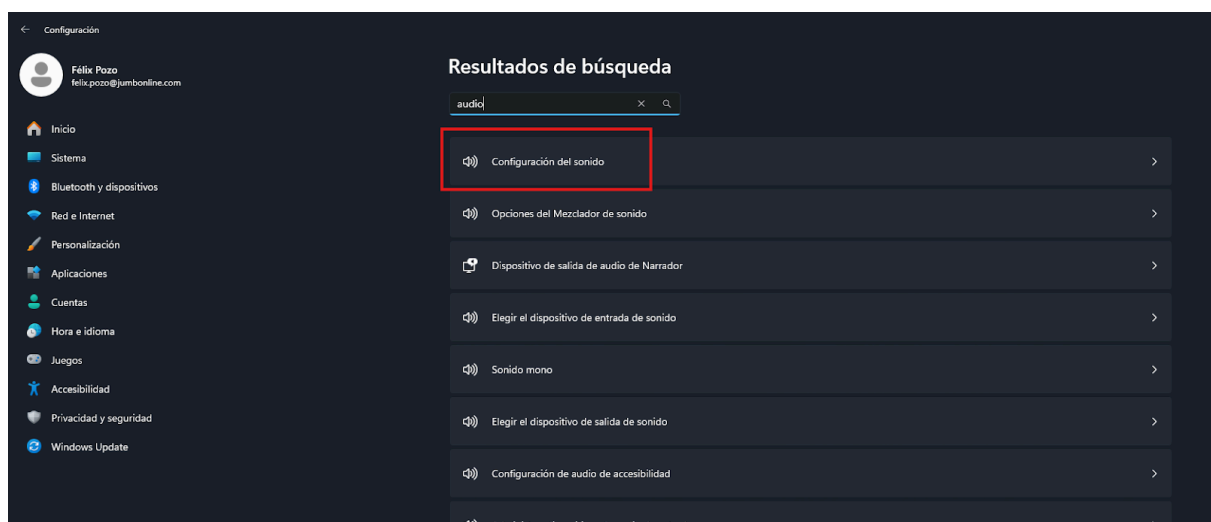 Configuración
Félix Pozo
felix.pozo@jumbonline.com
Inicio
Sistema
Bluetooth y dispositivos
Red e Internet
Personalización
Aplicaciones
Cuentas
Hora e idioma
Juegos
Accesibilidad
Privacidad y seguridad
Windows Update
Resultados de búsqueda
audio
Configuración del sonido
Opciones del Mezclador de sonido
Dispositivo de salida de audio de Narrador
Elegir el dispositivo de entrada de sonido
Sonido mono
Elegir el dispositivo de salida de sonido
Configuración de audio de accesibilidad